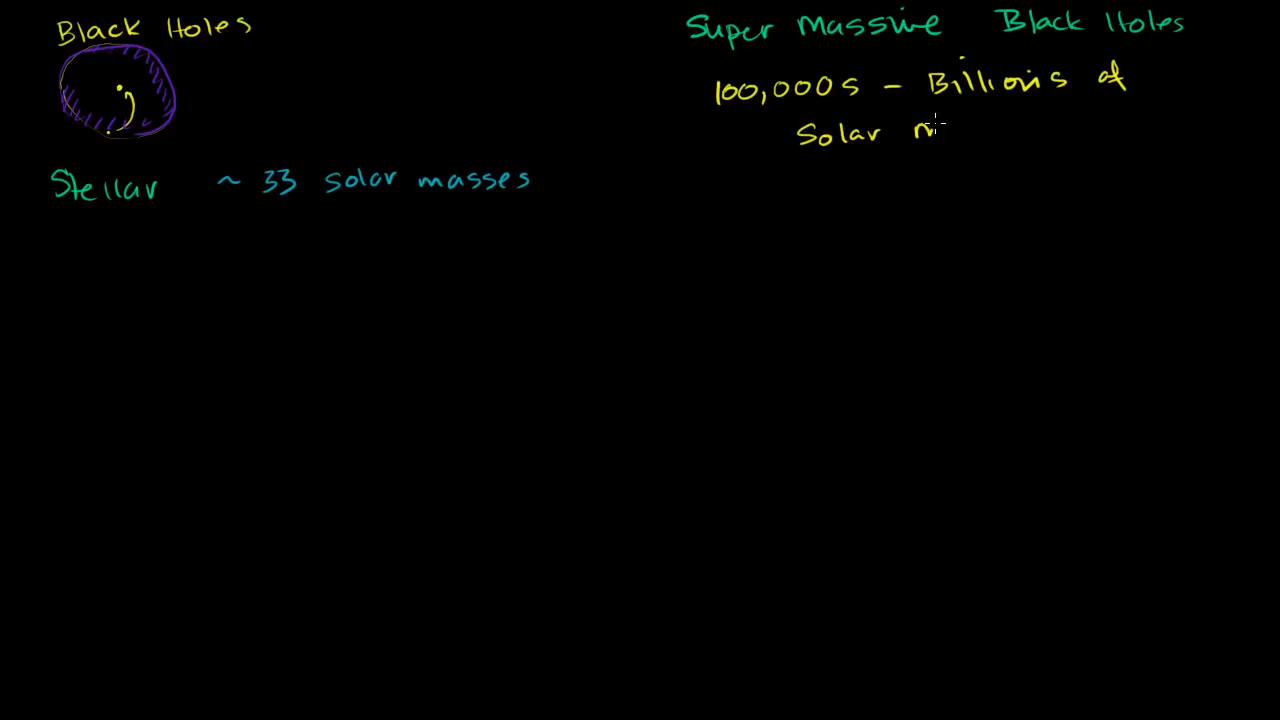 Black Holes
Stellar ~ 33 solar masses
Super Massive Black Holes
100,000s - Billions of
Solar m